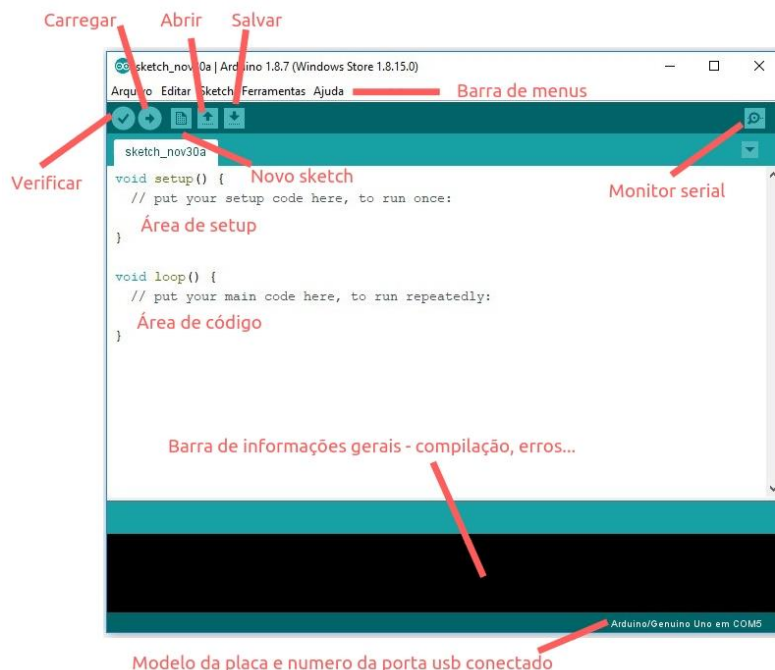 Carregar Abrir Salvar
sketch_nov30a | Arduino 1.8.7 (Windows Store 1.8.15.0)
Arquivo Editar Sketch Ferramentas Ajuda
Barra de menus
sketch_nov30a
Verificar
Novo sketch
Monitor serial
void setup() {
// put your setup code here, to run once:
Área de setup
}
void loop() {
// put your main code here, to run repeatedly:
Área de código
}
Barra de informações gerais - compilação, erros...
Arduino/Genuino Uno em COM5
Modelo da placa e numero da porta usb conectado